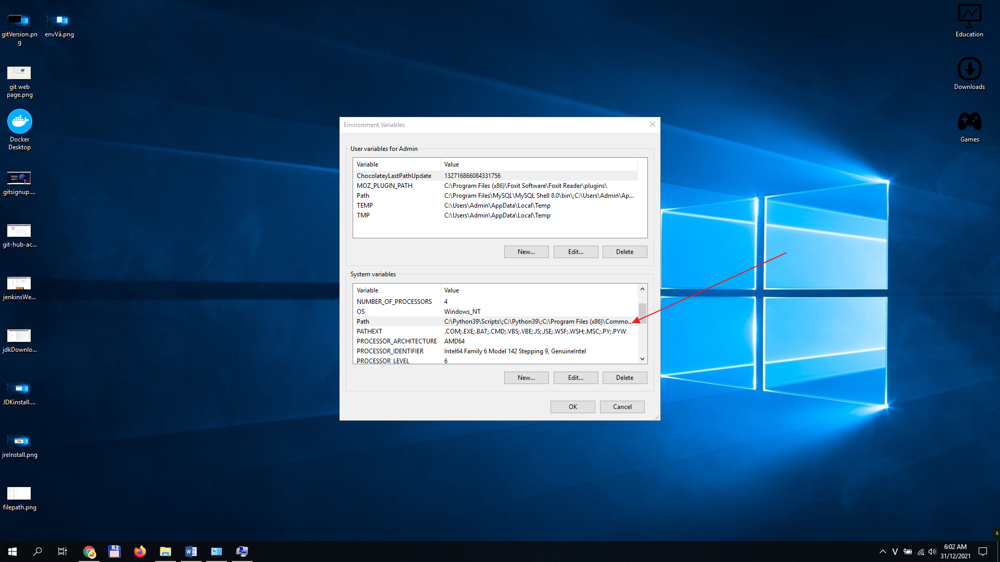 gitVersion.pn
g
envVả.png
git web
page.png
Docker
Desktop
gitsignup....
git-hub-ac...
jenkinsWe...
jdkDownlo...
JDKinstall....
jreInstall.png
filepath.png
Education
Downloads
Games
Environment Variables
User variables for Admin
Variable Value
ChocolateyLastPathUpdate 132716866084331756
MOZ_PLUGIN_PATH C:\Program Files (x86)\Foxit Software\Foxit Reader\plugins\
Path C:\Program Files\MySQL\MySQL Shell 8.0\bin\;C:\Users\Admin\Ap...
TEMP C:\Users\Admin\AppData\Local\Temp
TMP C:\Users\Admin\AppData\Local\Temp
New... Edit... Delete
System variables
Variable Value
NUMBER_OF_PROCESSORS 4
OS Windows_NT
Path C:\Python39\Scripts\;C:\Python39\;C:\Program Files (x86)\Commo...
PATHEXT .COM;.EXE;.BAT;.CMD;.VBS;.VBE;.JS;.JSE;.WSF;.WSH;.MSC;.PY;.PYW
PROCESSOR_ARCHITECTURE AMD64
PROCESSOR_IDENTIFIER Intel64 Family 6 Model 142 Stepping 9, GenuineIntel
PROCESSOR_LEVEL 6
New... Edit... Delete
OK Cancel
V
6:02 AM
31/12/2021